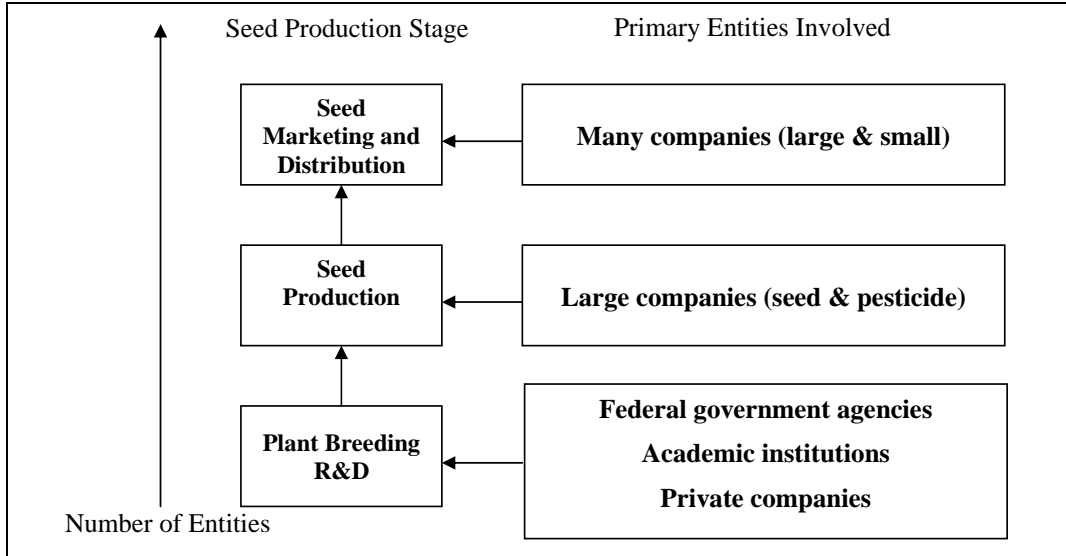 Seed Production Stage
Primary Entities Involved
Seed
Marketing and
Distribution
Many companies (large & small)
Seed
Production
Large companies (seed & pesticide)
Plant Breeding
R&D
Federal government agencies
Academic institutions
Private companies
Number of Entities